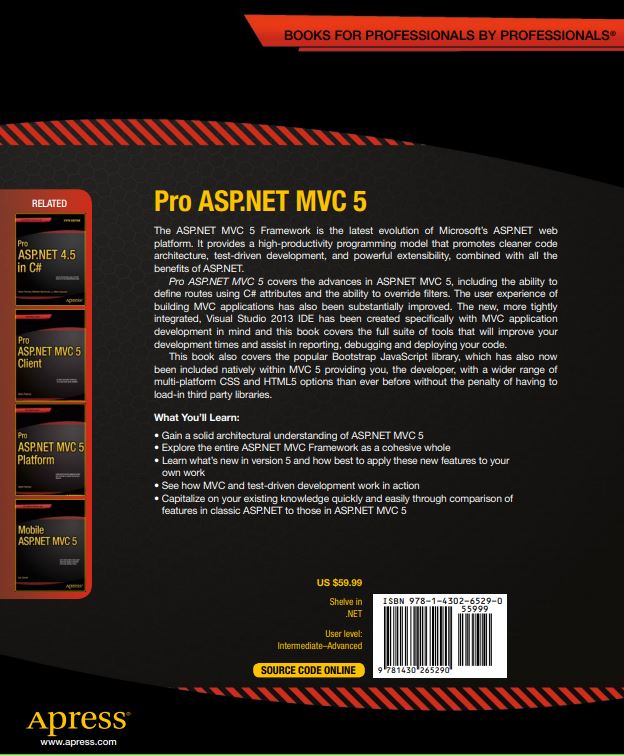 BOOKS FOR PROFESSIONALS BY PROFESSIONALS®
RELATED
Pro
ASP.NET 4.5
in C#
Apress
Pro
ASP.NET MVC 5
Client
Pro
ASP.NET MVC 5
Platform
Mobile
ASP.NET MVC 5
Apress
Pro ASP.NET MVC 5
The ASP.NET MVC 5 Framework is the latest evolution of Microsoft's ASP.NET web
platform. It provides a high-productivity programming model that promotes cleaner code
architecture, test-driven development, and powerful extensibility, combined with all the
benefits of ASP.NET.
Pro ASP.NET MVC 5 covers the advances in ASP.NET MVC 5, including the ability to
define routes using C# attributes and the ability to override filters. The user experience of
building MVC applications has also been substantially improved. The new, more tightly
integrated, Visual Studio 2013 IDE has been created specifically with MVC application
development in mind and this book covers the full suite of tools that will improve your
development times and assist in reporting, debugging and deploying your code.
This book also covers the popular Bootstrap JavaScript library, which has also now
been included natively within MVC 5 providing you, the developer, with a wider range of
multi-platform CSS and HTML5 options than ever before without the penalty of having to
load-in third party libraries.
What You'll Learn:
• Gain a solid architectural understanding of ASP.NET MVC 5
• Explore the entire ASP.NET MVC Framework as a cohesive whole
• Learn what's new in version 5 and how best to apply these new features to your
own work
• See how MVC and test-driven development work in action
• Capitalize on your existing knowledge quickly and easily through comparison of
features in classic ASP.NET to those in ASP.NET MVC 5
US $59.99
Shelve in
.NET
User level:
Intermediate–Advanced
SOURCE CODE ONLINE
ISBN 978-1-4302-6529-0
55999
9 781430 265290
Apress®
www.apress.com